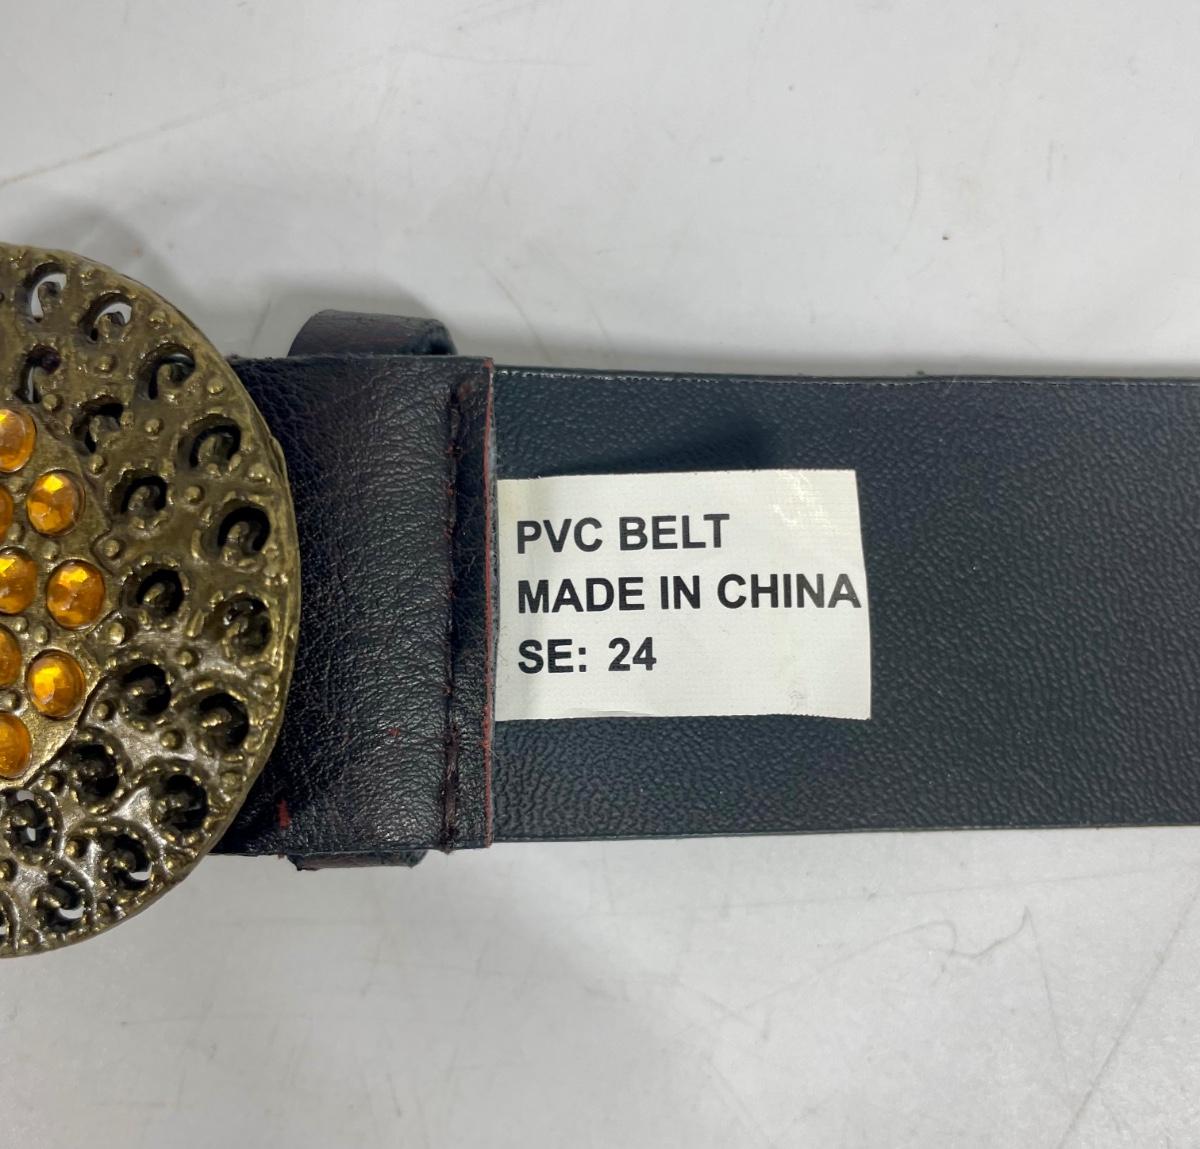 PVC BELT
MADE IN CHINA
SE: 24